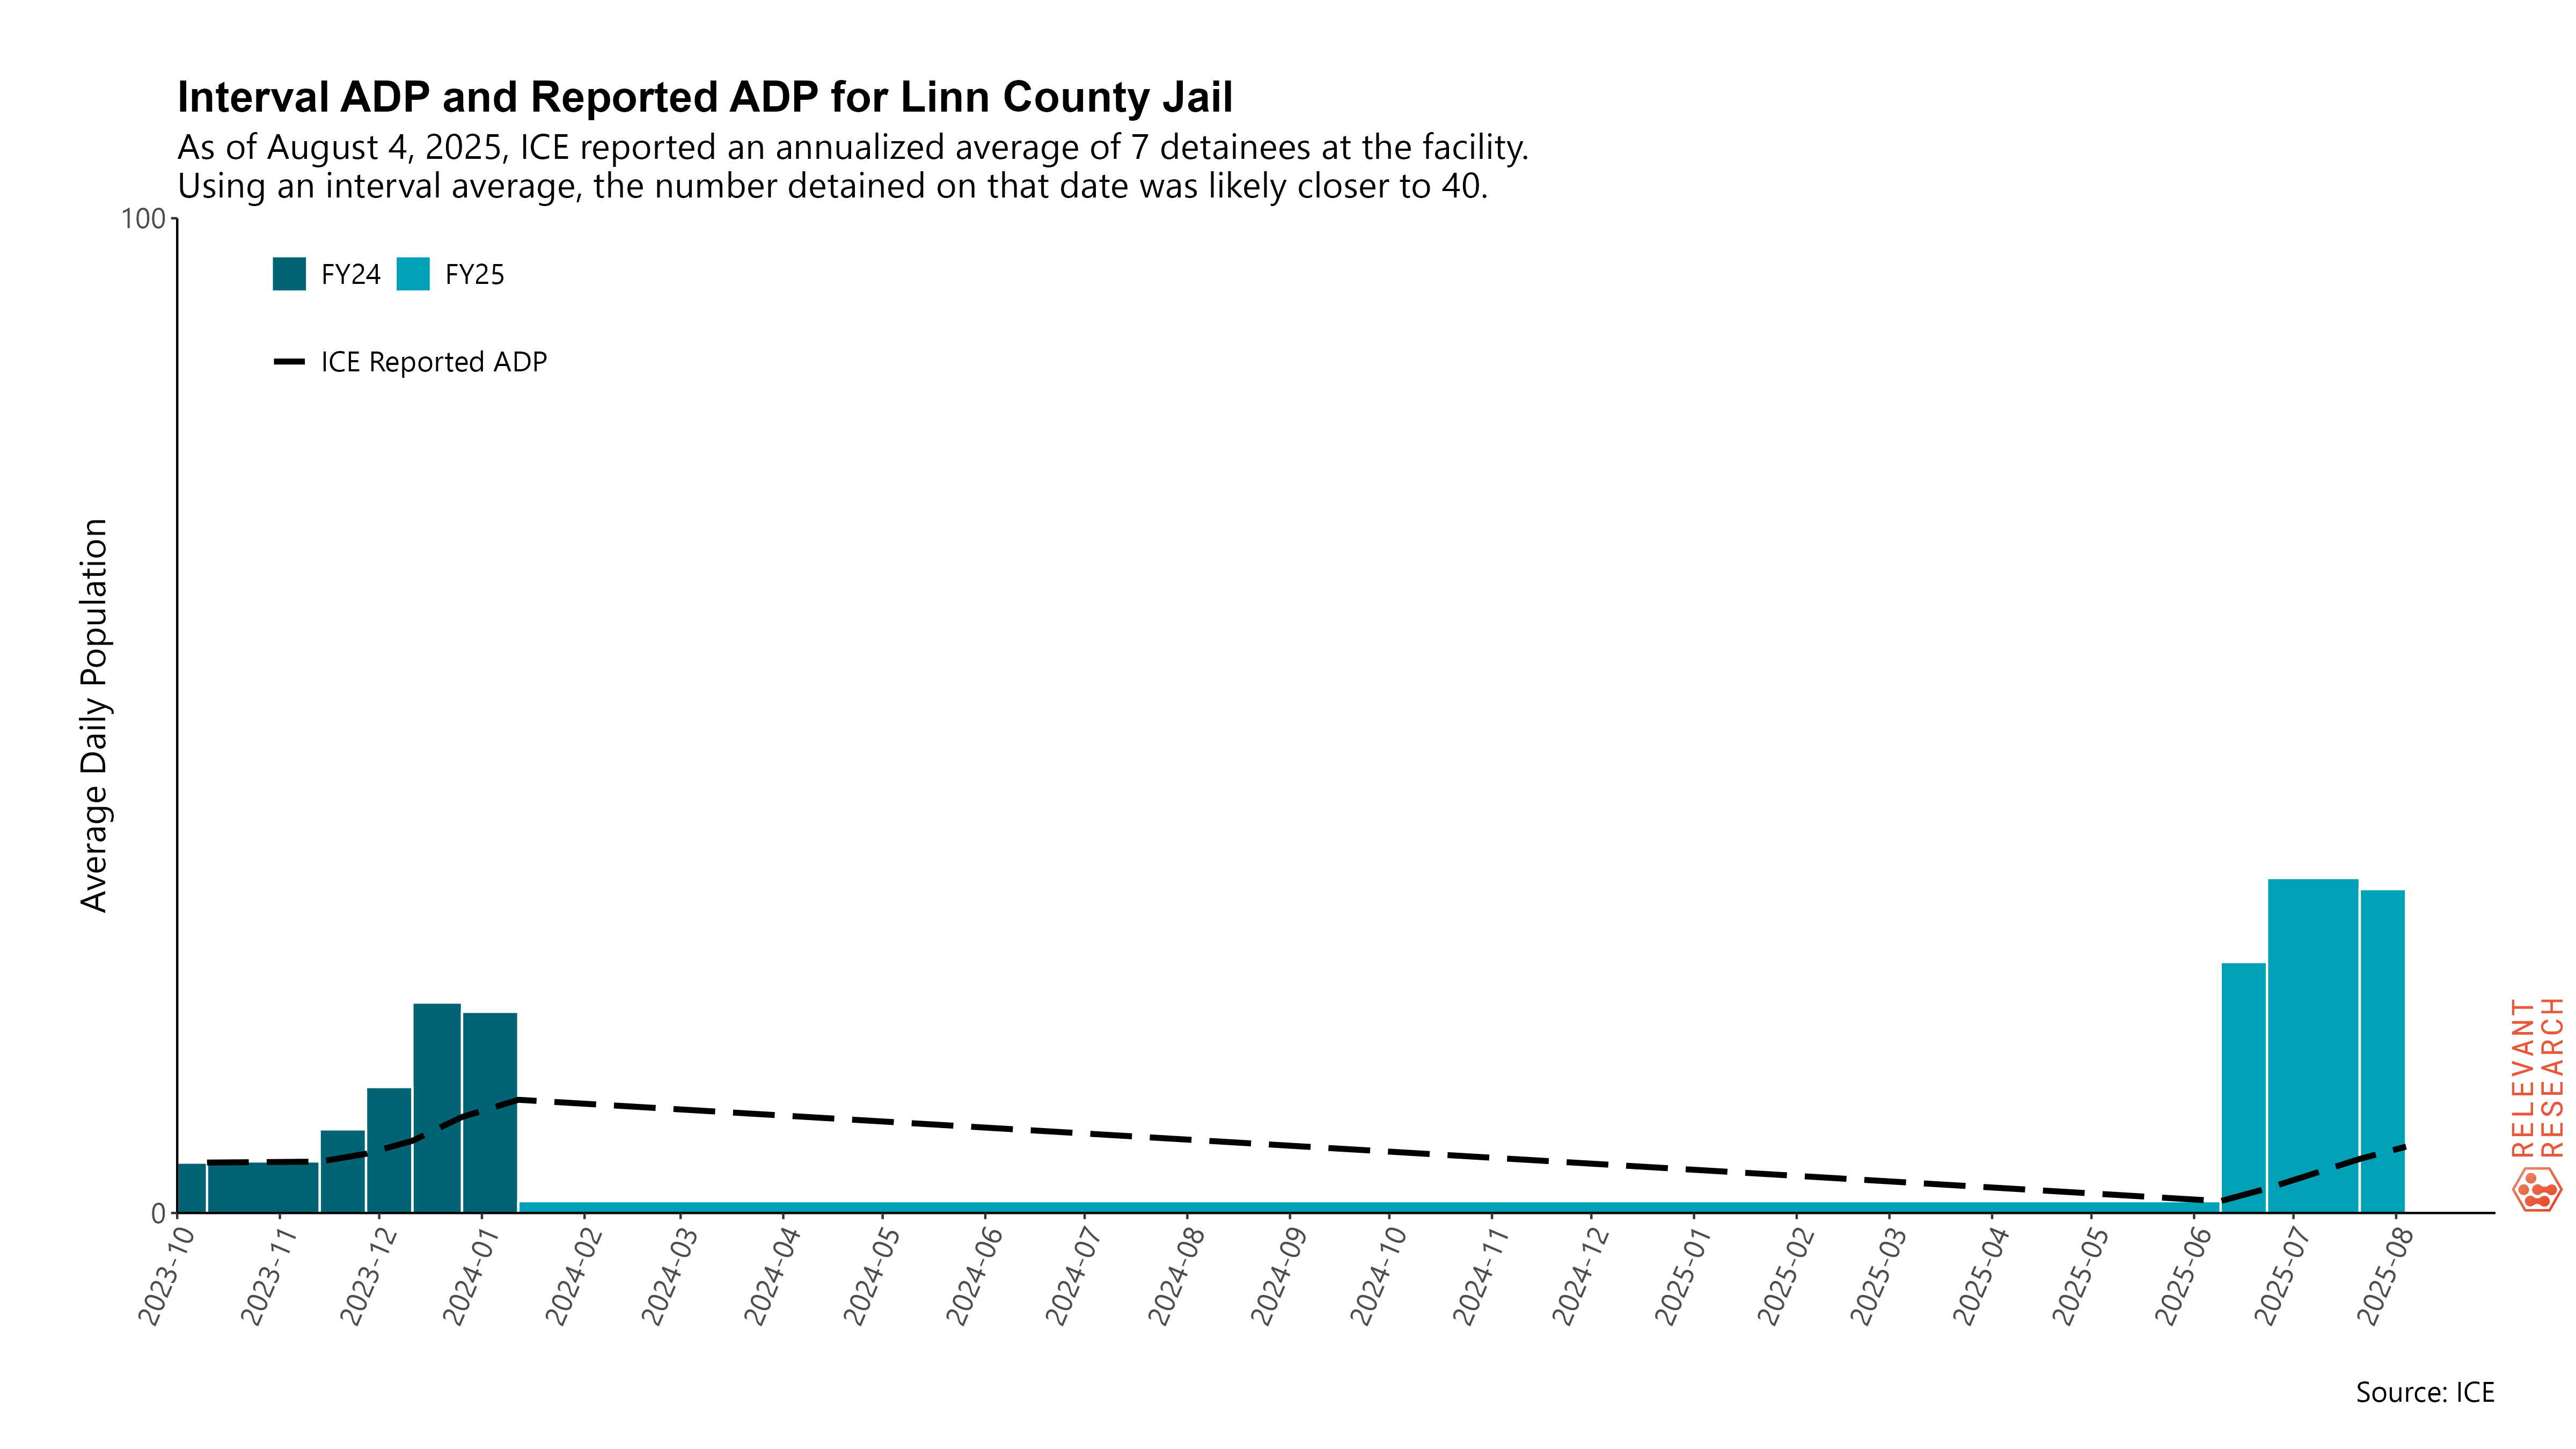 Interval ADP and Reported ADP for Linn County Jail
As of August 4, 2025, ICE reported an annualized average of 7 detainees at the facility.
Using an interval average, the number detained on that date was likely closer to 40.
100
FY24
FY25
ICE Reported ADP
Average Daily Population
0
2023-10
2023-11
2023-12
2024-01
2024-02
2024-03
2024-04
2024-05
2024-06
2024-07
2024-08
2024-09
2024-10
2024-11
2024-12
2025-01
2025-02
2025-03
2025-04
2025-05
2025-06
2025-07
2025-08
RELEVANT
RESEARCH
Source: ICE